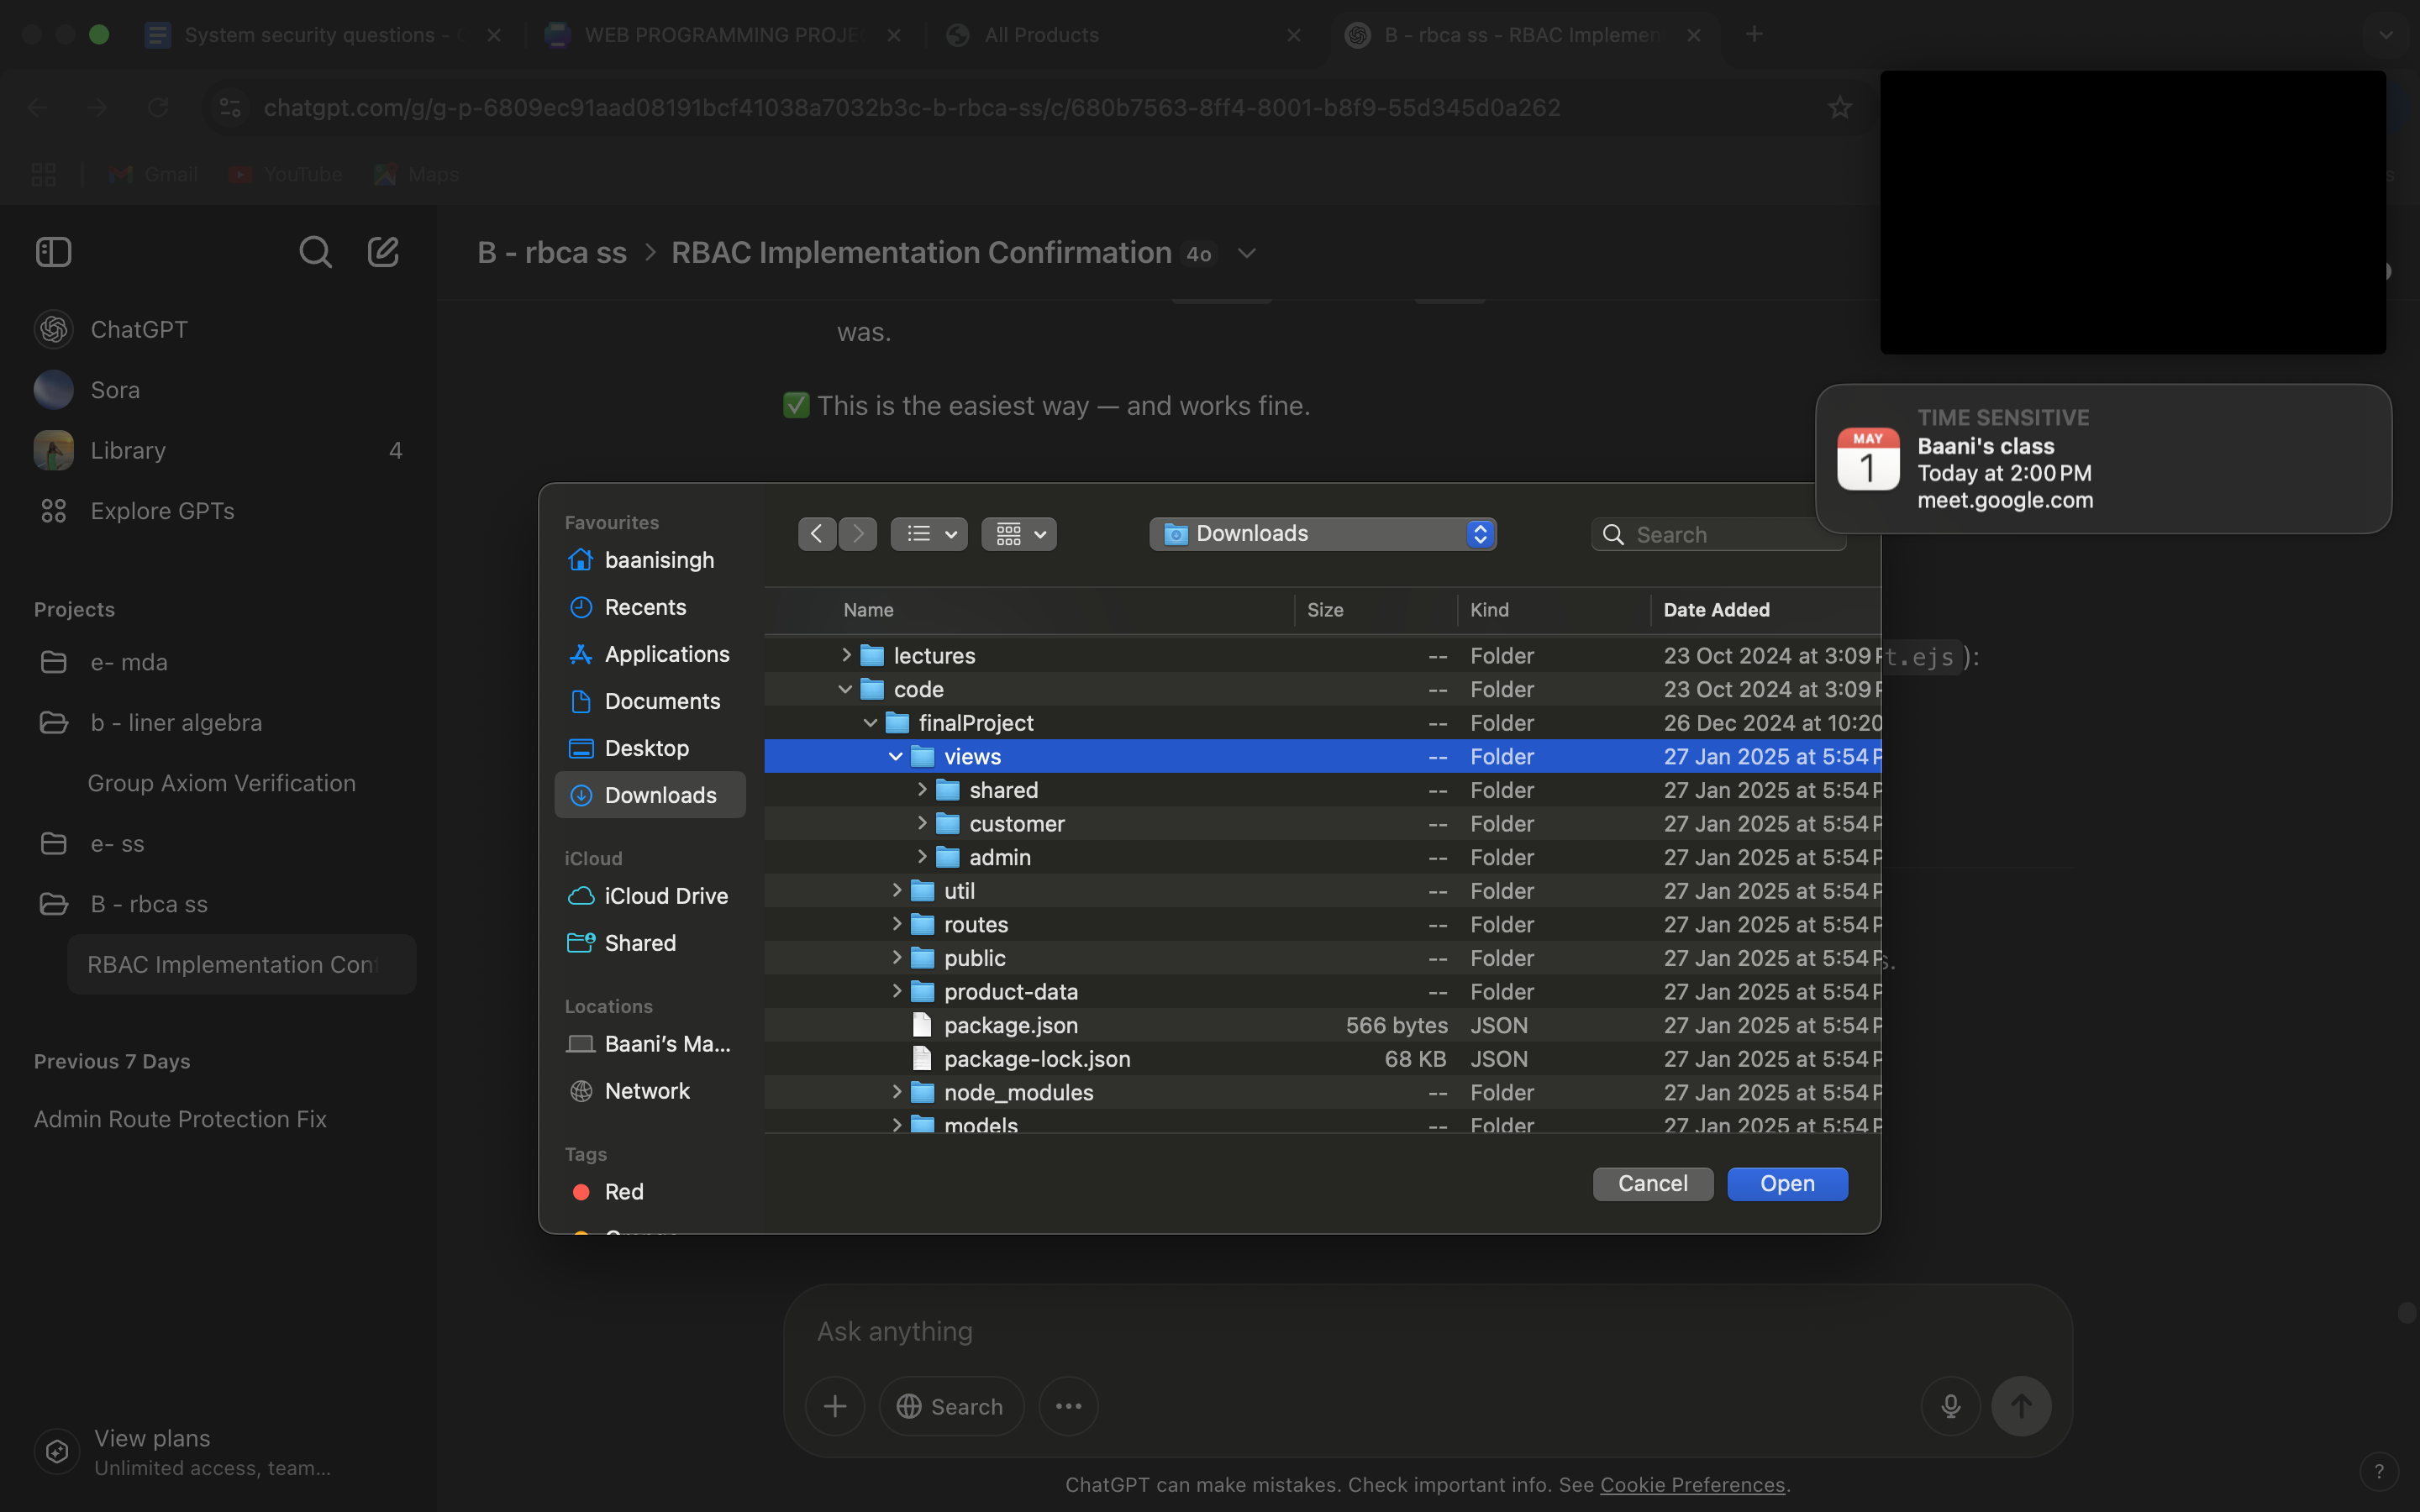 System security questions -
WEB PROGRAMMING PROJE
All Products
B - rbca ss - RBAC Implemen
chatgpt.com/g/g-p-6809ec91aad08191bcf41038a7032b3c-b-rbca-ss/c/680b7563-8ff4-8001-b8f9-55d345d0a262
Gmail
YouTube
Maps
B - rbca ss > RBAC Implementation Confirmation 4o
ChatGPT
Sora
Library 4
Explore GPTs
Projects
e- mda
b - liner algebra
Group Axiom Verification
e- ss
B - rbca ss
RBAC Implementation Conf
Previous 7 Days
Admin Route Protection Fix
View plans
Unlimited access, team...
was.
✅ This is the easiest way — and works fine.
TIME SENSITIVE
MAY
1
Baani's class
Today at 2:00 PM
meet.google.com
t.ejs ):
s.
Favourites
baanisingh
Recents
Applications
Documents
Desktop
Downloads
iCloud
iCloud Drive
Shared
Locations
Baani's Ma...
Network
Tags
Red
Downloads
Search
Name Size Kind Date Added
lectures -- Folder 23 Oct 2024 at 3:09 P
code -- Folder 23 Oct 2024 at 3:09 P
finalProject -- Folder 26 Dec 2024 at 10:20
views -- Folder 27 Jan 2025 at 5:54 P
shared -- Folder 27 Jan 2025 at 5:54 P
customer -- Folder 27 Jan 2025 at 5:54 P
admin -- Folder 27 Jan 2025 at 5:54 P
util -- Folder 27 Jan 2025 at 5:54 P
routes -- Folder 27 Jan 2025 at 5:54 P
public -- Folder 27 Jan 2025 at 5:54 P
product-data -- Folder 27 Jan 2025 at 5:54 P
package.json 566 bytes JSON 27 Jan 2025 at 5:54 P
package-lock.json 68 KB JSON 27 Jan 2025 at 5:54 P
node_modules -- Folder 27 Jan 2025 at 5:54 P
models -- Folder 27 Jan 2025 at 5:54 P
Cancel
Open
Ask anything
Search
ChatGPT can make mistakes. Check important info. See Cookie Preferences.
?